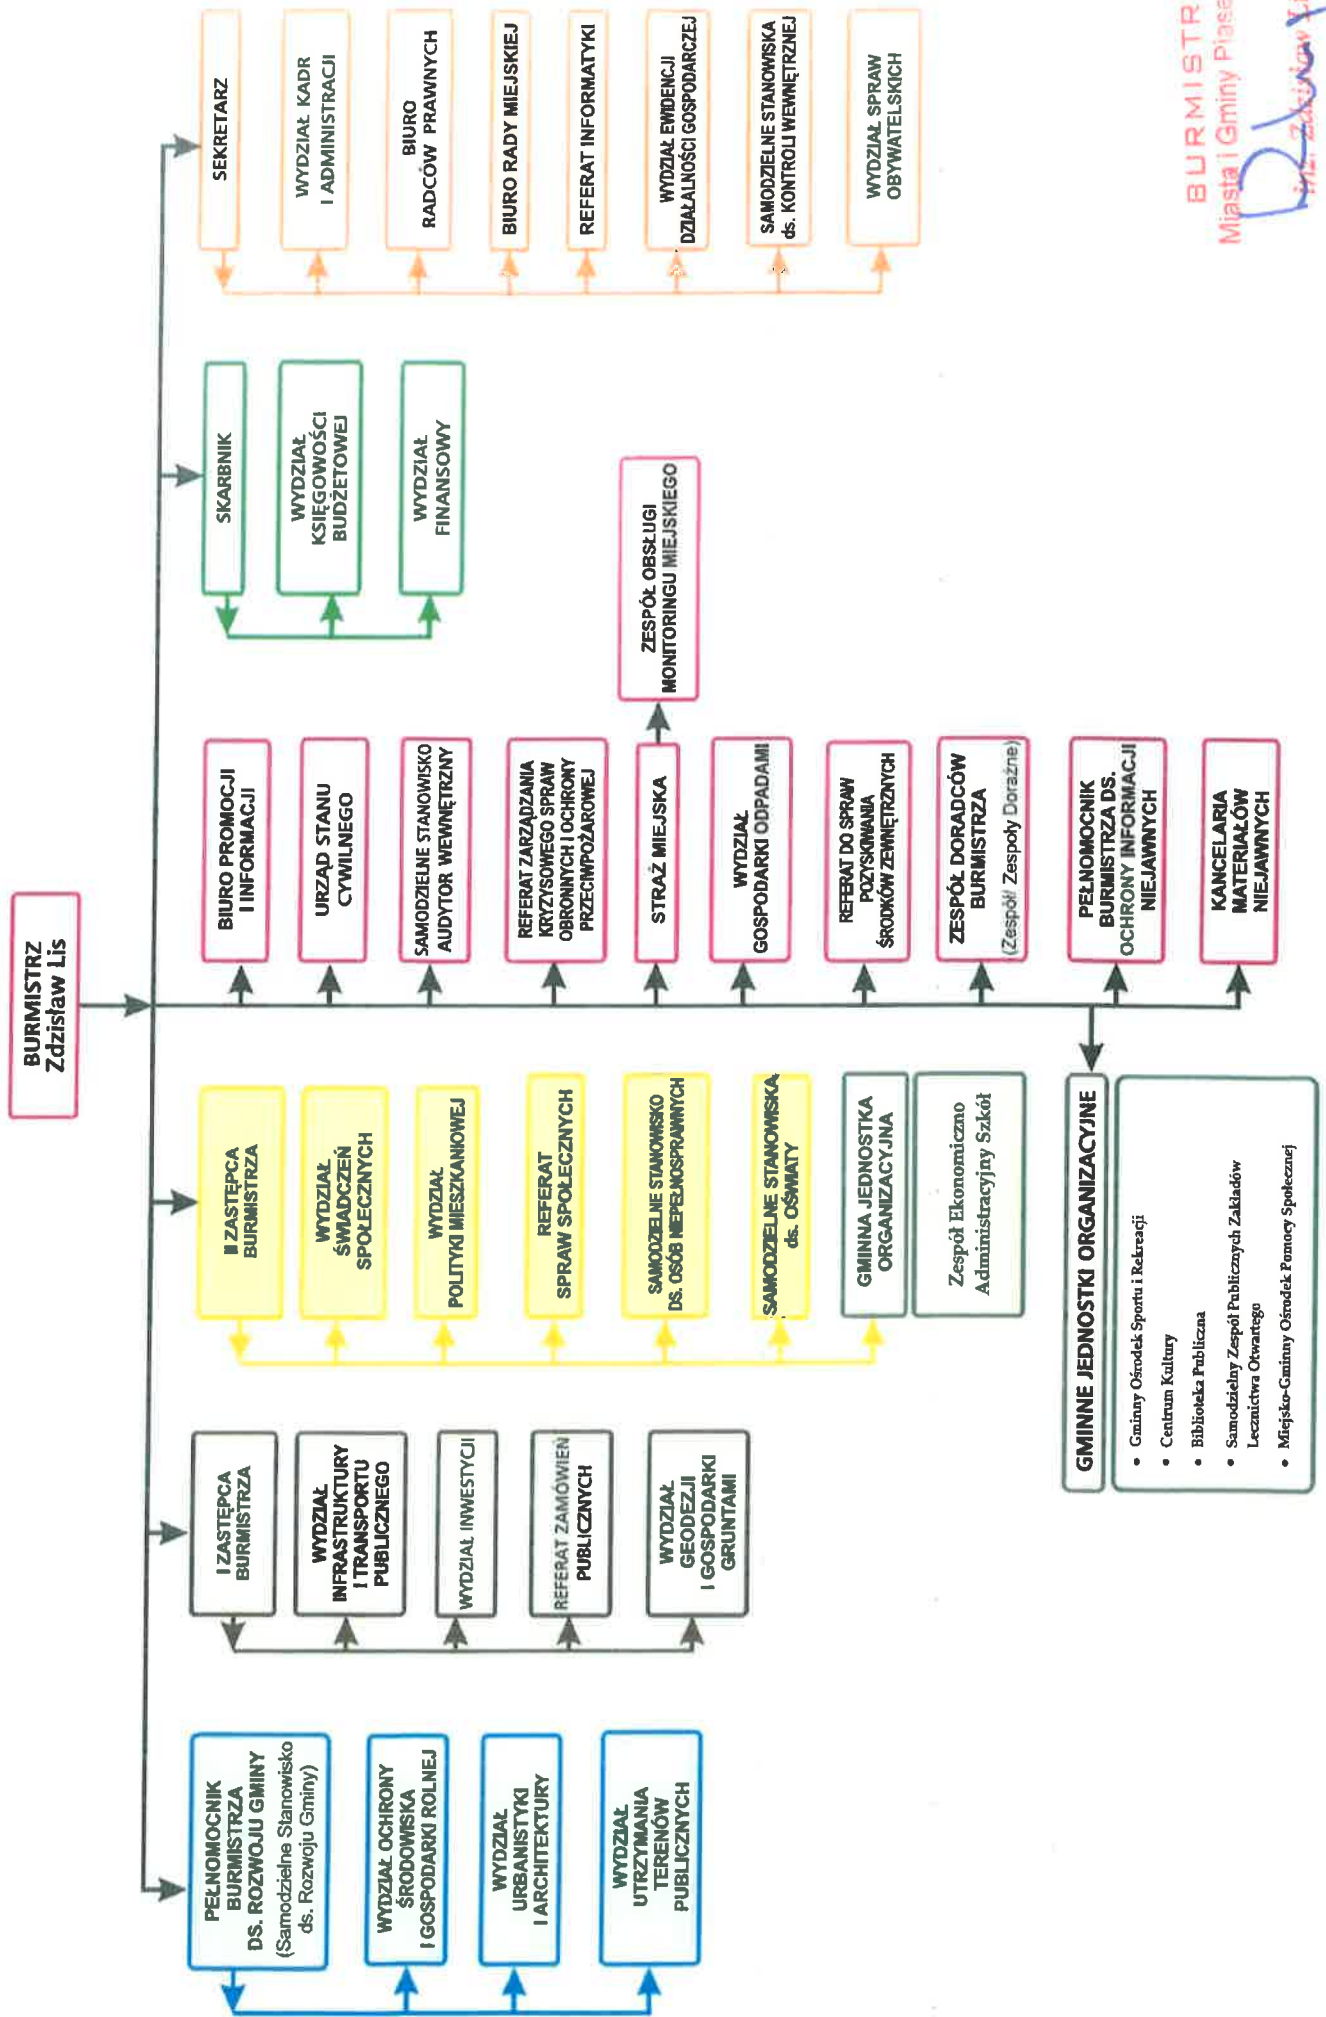 BURMISTRZ
Zdzisław Lis
PEŁNOMOCNIK
BURMISTRZA
DS. ROZWOJU GMINY
(Samodzielne Stanowisko
ds. Rozwoju Gminy)
WYDZIAŁ OCHRONY
ŚRODOWISKA
I GOSPODARKI ROLNEJ
WYDZIAŁ
URBANISTYKI
I ARCHITEKTURY
WYDZIAŁ
UTRZYMANIA
TERENÓW
PUBLICZNYCH
I ZASTĘPCA
BURMISTRZA
WYDZIAŁ
INFRASTRUKTURY
I TRANSPORTU
PUBLICZNEGO
WYDZIAŁ INWESTYCJI
REFERAT ZAMÓWIEŃ
PUBLICZNYCH
WYDZIAŁ
GEODEZJI
I GOSPODARKI
GRUNTAMI
II ZASTĘPCA
BURMISTRZA
WYDZIAŁ
ŚWIADCZEŃ
SPOŁECZNYCH
WYDZIAŁ
POLITYKI MIESZKANIOWEJ
REFERAT
SPRAW SPOŁECZNYCH
SAMODZIELNE STANOWISKO
DS. OSÓB NIEPEŁNOSPRAWNYCH
SAMODZIELNE STANOWISKA
ds. OŚWIATY
GMINNA JEDNOSTKA
ORGANIZACYJNA
Zespół Ekonomiczno
Administracyjny Szkół
GMINNE JEDNOSTKI ORGANIZACYJNE
• Gminny Ośrodek Sportu i Rekreacji
• Centrum Kultury
• Biblioteka Publiczna
• Samodzielny Zespół Publicznych Zakładów
Lecznictwa Otwartego
• Miejsko-Gminny Ośrodek Pomocy Społecznej
BIURO PROMOCJI
I INFORMACJI
URZĄD STANU
CYWILNEGO
SAMODZIELNE STANOWISKO
AUDYTOR WEWNĘTRZNY
REFERAT ZARZĄDZANIA
KRYZYSOWEGO SPRAW
OBRONNYCH I OCHRONY
PRZECIWPOŻAROWEJ
STRAŻ MIEJSKA
ZESPÓŁ OBSŁUGI
MONITORINGU MIEJSKIEGO
WYDZIAŁ
GOSPODARKI ODPADAMI
REFERAT DO SPRAW
POZYSKIWANIA
ŚRODKÓW ZEWNĘTRZNYCH
ZESPÓŁ DORADCÓW
BURMISTRZA
(Zespół/ Zespoły Doraźne)
PEŁNOMOCNIK
BURMISTRZA DS.
OCHRONY INFORMACJI
NIEJAWNYCH
KANCELARIA
MATERIAŁÓW
NIEJAWNYCH
SKARBNIK
WYDZIAŁ
KSIĘGOWOŚCI
BUDŻETOWEJ
WYDZIAŁ
FINANSOWY
SEKRETARZ
WYDZIAŁ KADR
I ADMINISTRACJI
BIURO
RADCÓW PRAWNYCH
BIURO RADY MIEJSKIEJ
REFERAT INFORMATYKI
WYDZIAŁ EWIDENCJI
DZIAŁALNOŚCI GOSPODARCZEJ
SAMODZIELNE STANOWISKA
ds. KONTROLI WEWNĘTRZNEJ
WYDZIAŁ SPRAW
OBYWATELSKICH
BURMISTR
Miasta i Gminy Piase
inż. Zdzisław Li